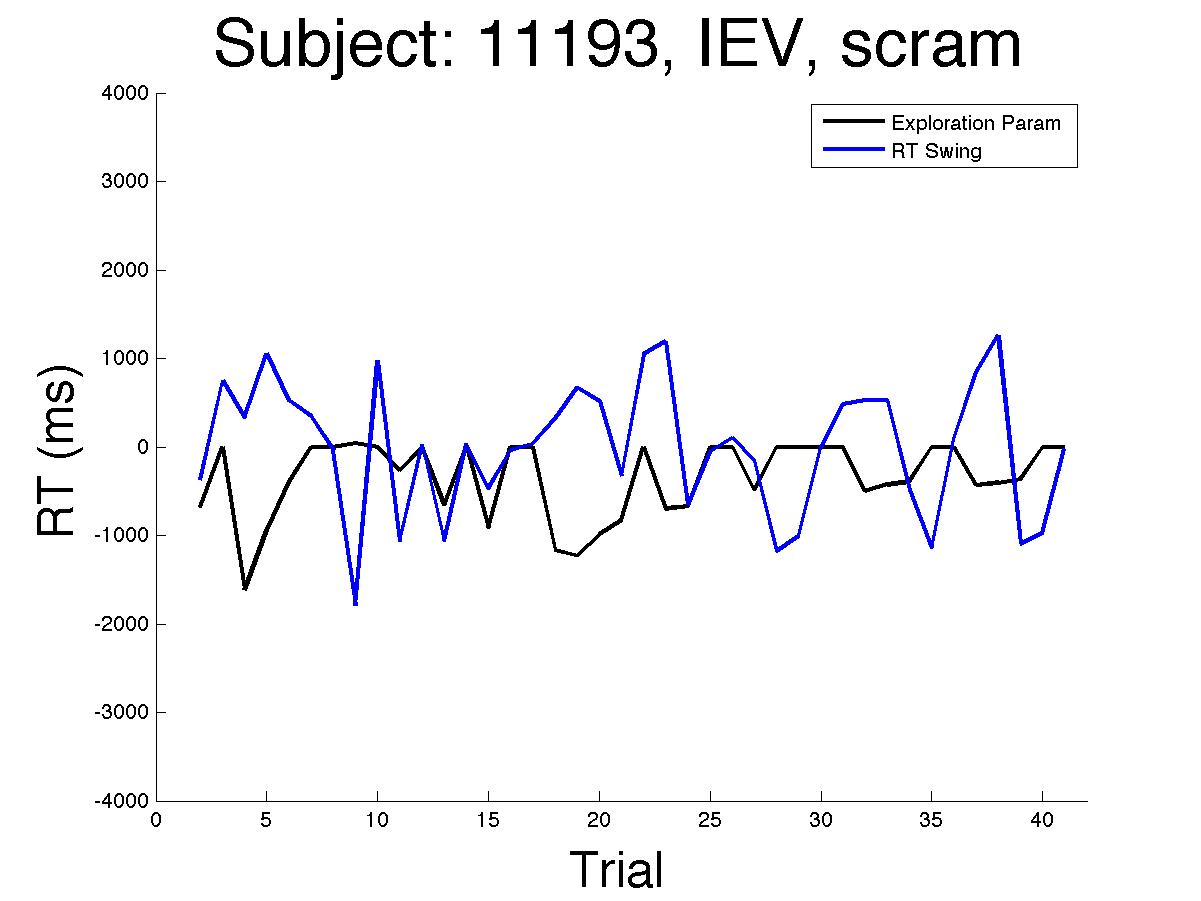 Subject: 11193, IEV, scram
Exploration Param
RT Swing
4000
3000
2000
1000
0
-1000
-2000
-3000
-4000
RT (ms)
0 5 10 15 20 25 30 35 40
Trial